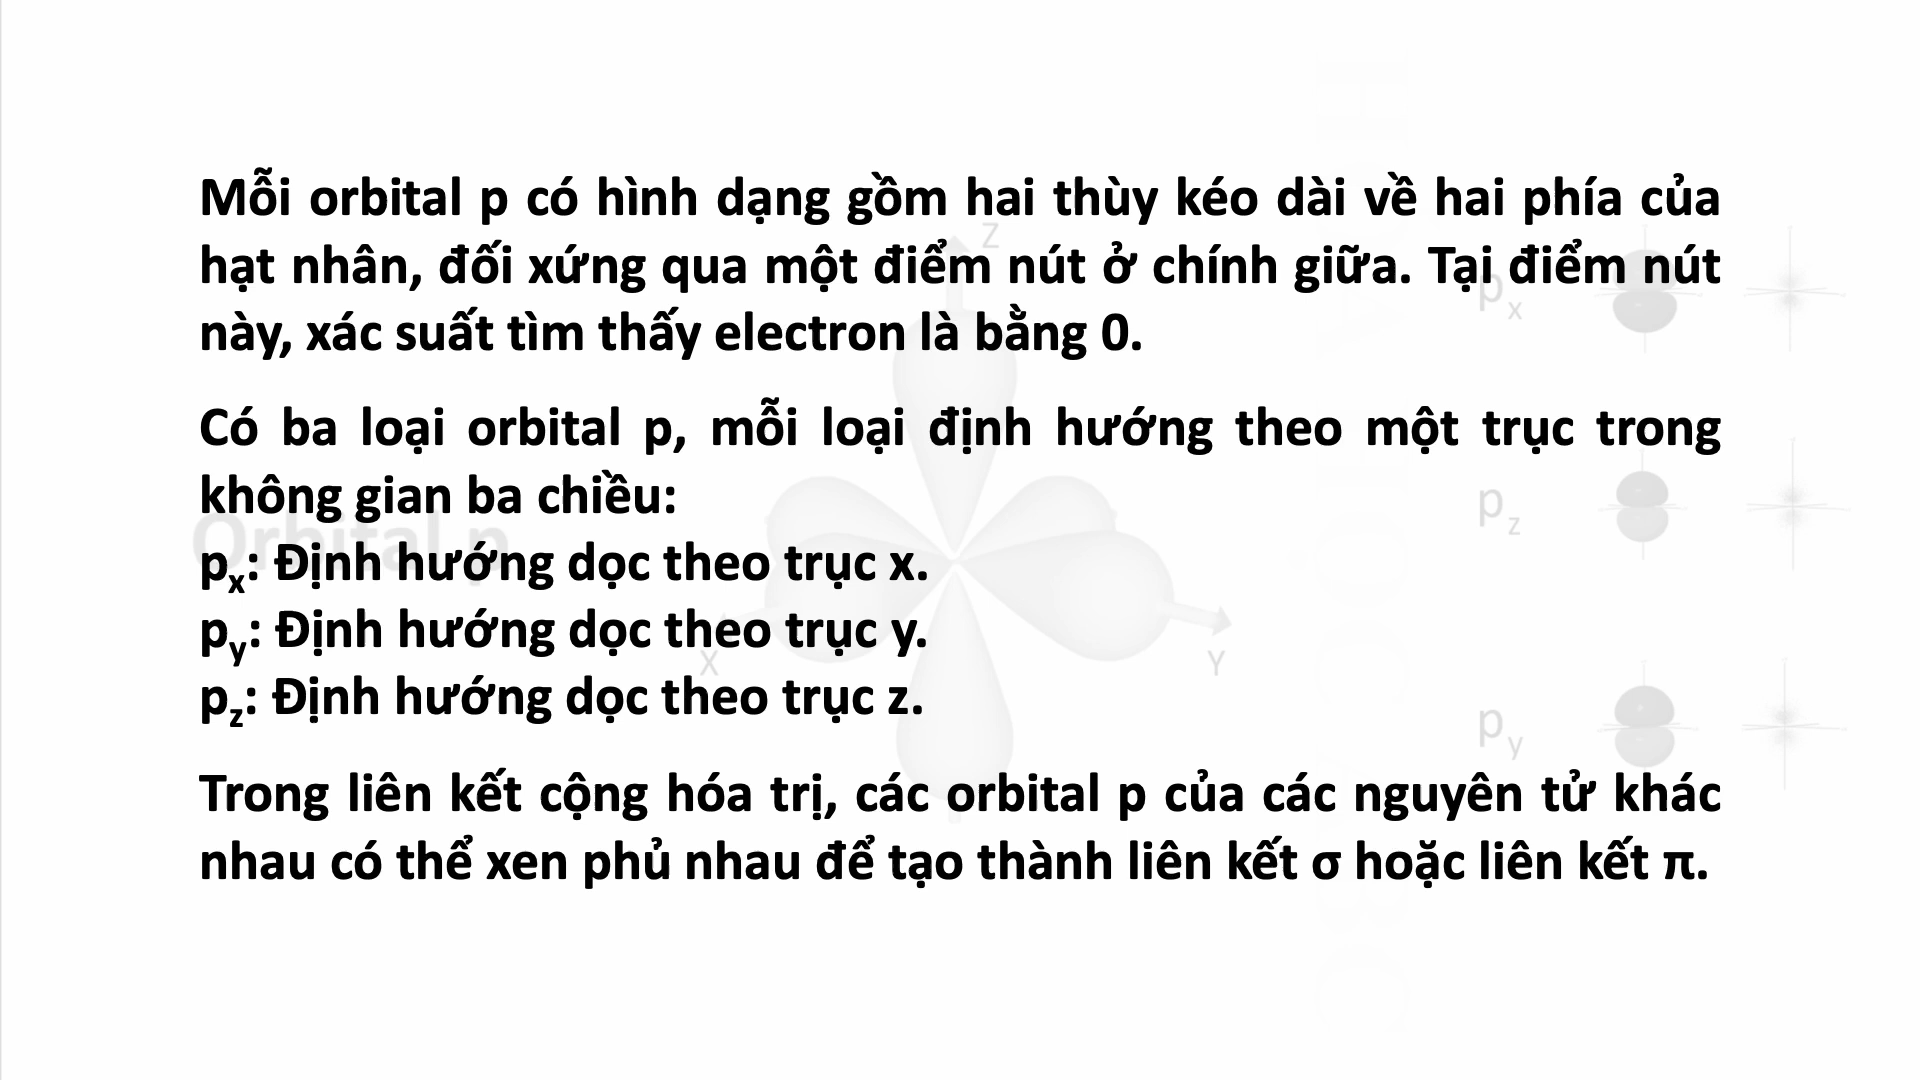 Mỗi orbital p có hình dạng gồm hai thùy kéo dài về hai phía của
hạt nhân, đối xứng qua một điểm nút ở chính giữa. Tại điểm nút
này, xác suất tìm thấy electron là bằng 0.
Có ba loại orbital p, mỗi loại định hướng theo một trục trong
không gian ba chiều:
px: Định hướng dọc theo trục x.
py: Định hướng dọc theo trục y.
pz: Định hướng dọc theo trục z.
Trong liên kết cộng hóa trị, các orbital p của các nguyên tử khác
nhau có thể xen phủ nhau để tạo thành liên kết σ hoặc liên kết π.
Orbital p
Z
X
Y
px
pz
py